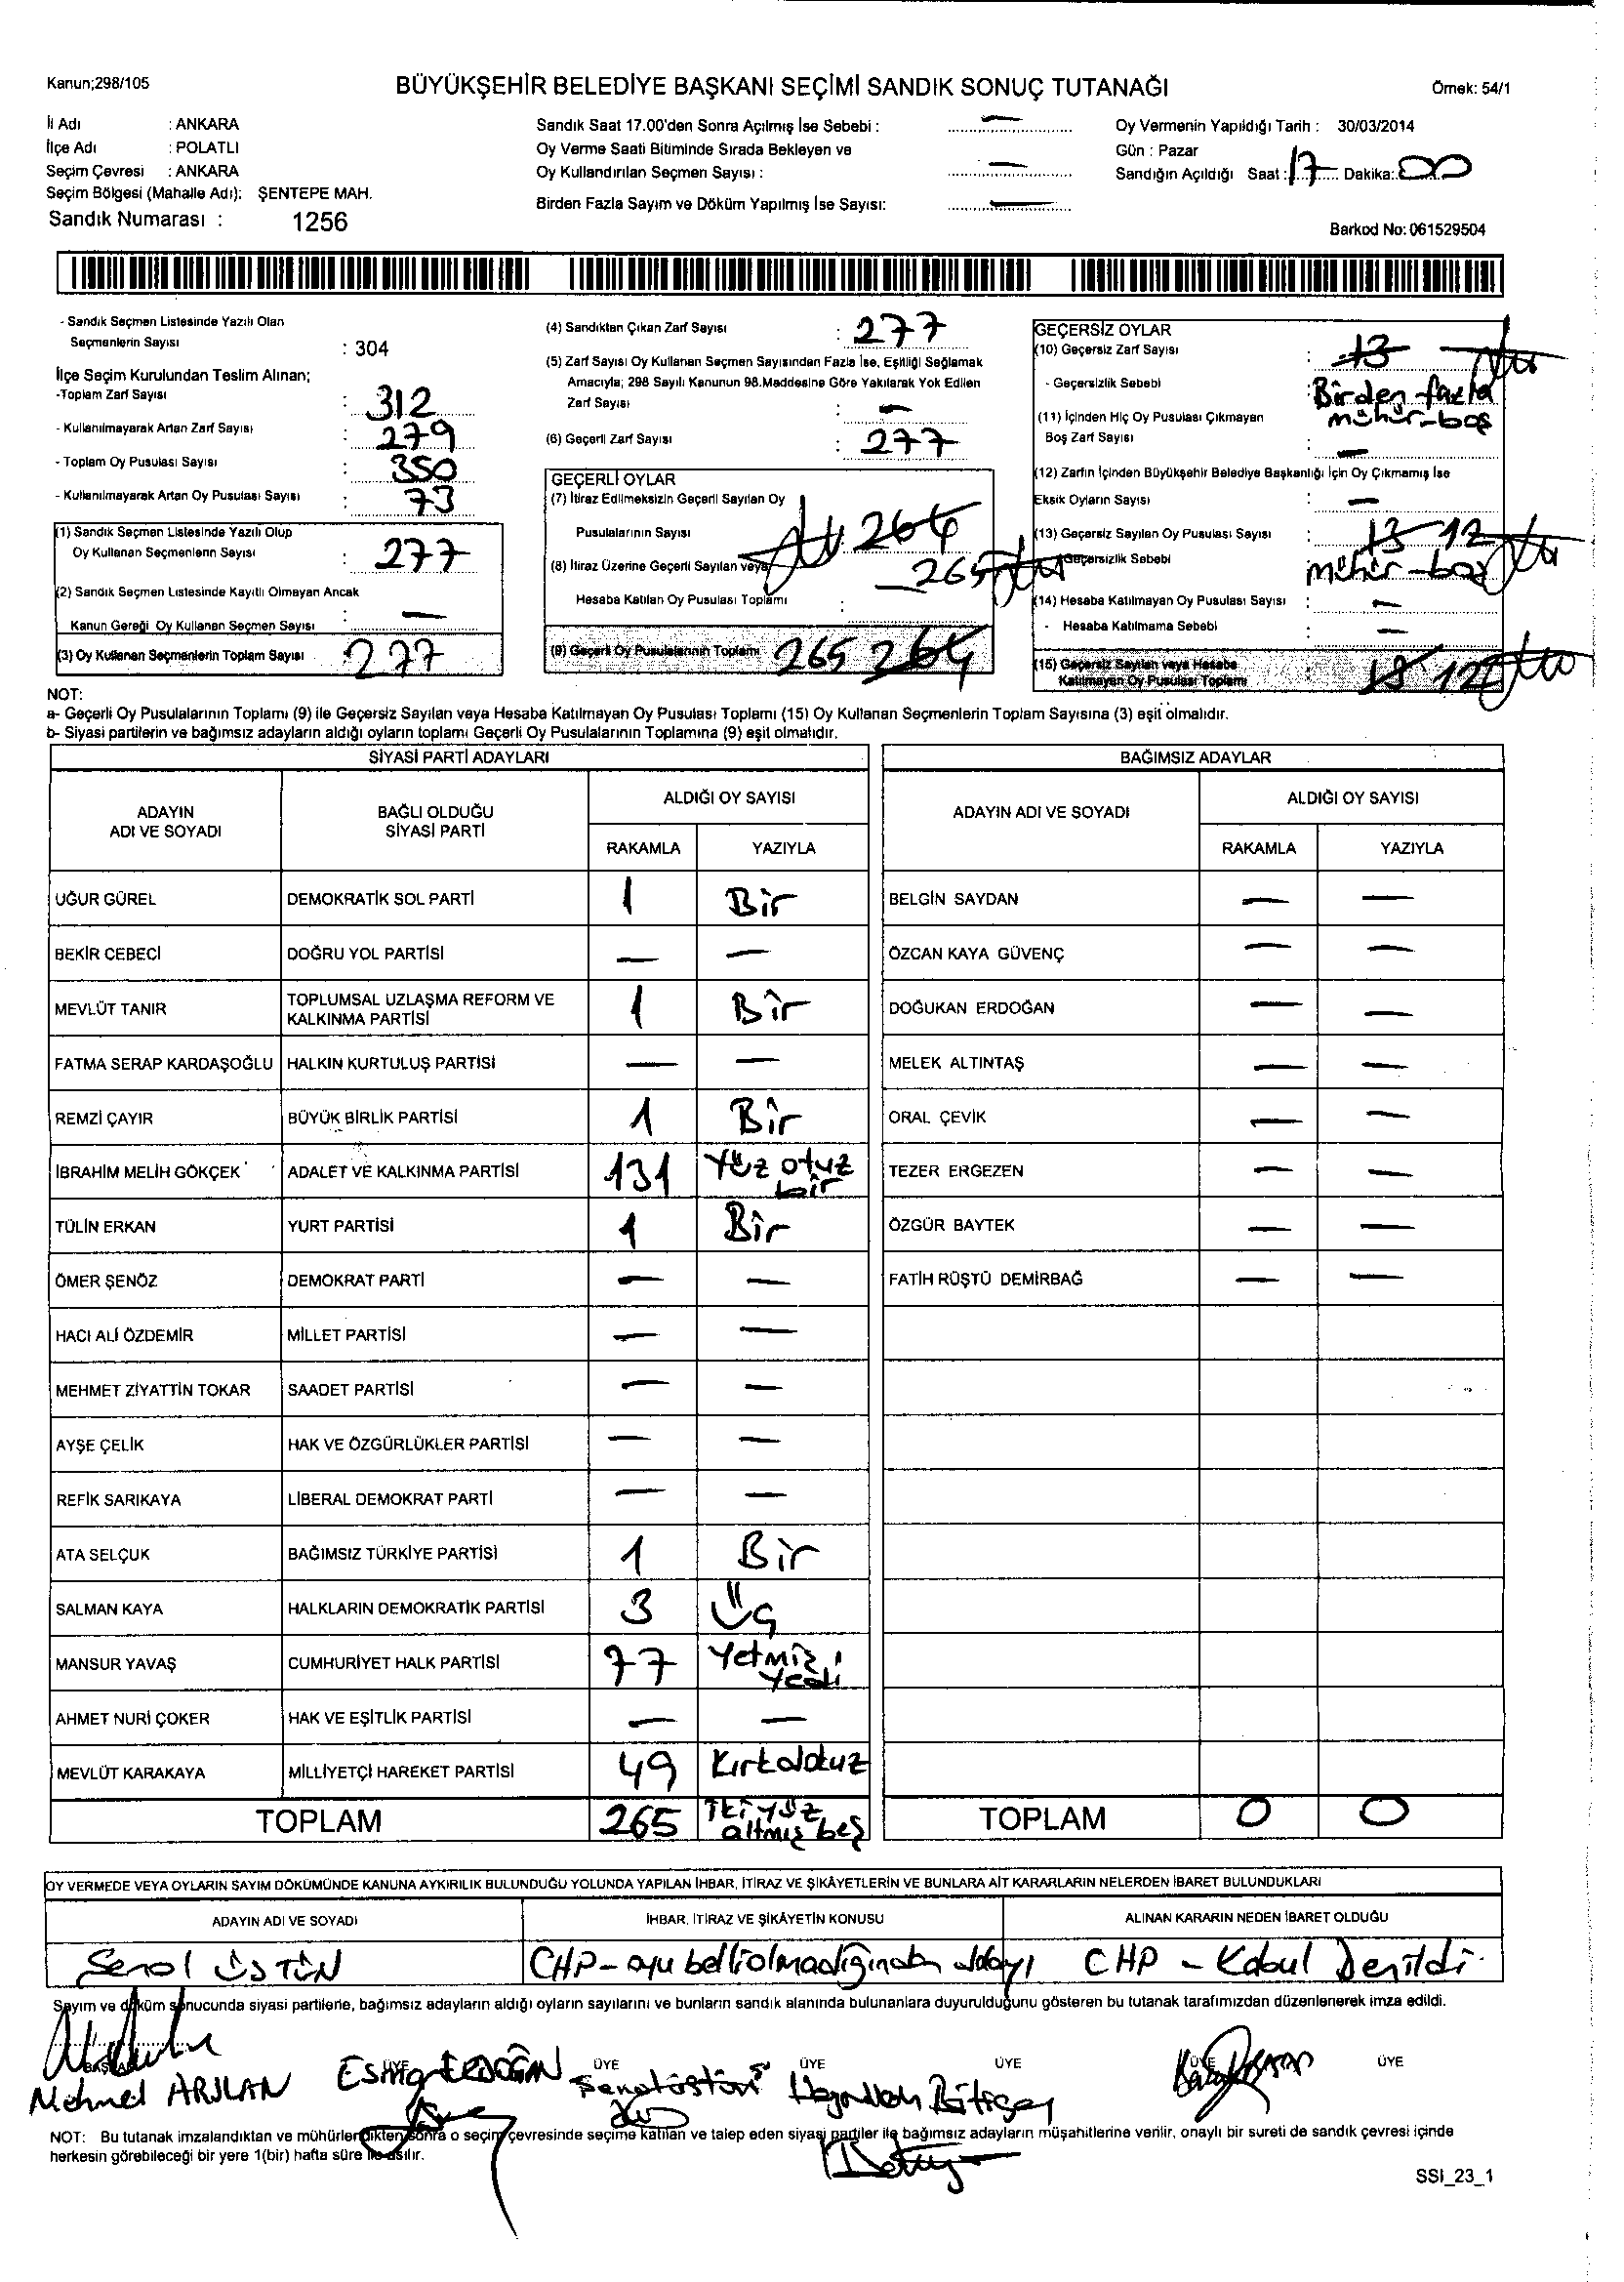 Kanun;298/105
BÜYÜKŞEHİR BELEDİYE BAŞKANI SEÇİMİ SANDIK SONUÇ TUTANAĞI
Örnek: 54/1
İl Adı : ANKARA
İlçe Adı : POLATLI
Seçim Çevresi : ANKARA
Seçim Bölgesi (Mahalle Adı): ŞENTEPE MAH.
Sandık Numarası : 1256
Sandık Saat 17.00'den Sonra Açılmış İse Sebebi : —
Oy Verme Saati Bitiminde Sırada Bekleyen ve
Oy Kullandırılan Seçmen Sayısı : —
Birden Fazla Sayım ve Döküm Yapılmış İse Sayısı: —
Oy Vermenin Yapıldığı Tarih : 30/03/2014
Gün : Pazar
Sandığın Açıldığı Saat : 17 Dakika: 00
Barkod No: 061529504
- Sandık Seçmen Listesinde Yazılı Olan
Seçmenlerin Sayısı : 304
İlçe Seçim Kurulundan Teslim Alınan;
-Toplam Zarf Sayısı : 312
- Kullanılmayarak Artan Zarf Sayısı : 279
- Toplam Oy Pusulası Sayısı : 350
- Kullanılmayarak Artan Oy Pusulası Sayısı : 73
(1) Sandık Seçmen Listesinde Yazılı Olup
Oy Kullanan Seçmenlerin Sayısı : 277
(2) Sandık Seçmen Listesinde Kayıtlı Olmayan Ancak
Kanun Gereği Oy Kullanan Seçmen Sayısı : —
(3) Oy Kullanan Seçmenlerin Toplam Sayısı : 277
(4) Sandıktan Çıkan Zarf Sayısı : 277
(5) Zarf Sayısı Oy Kullanan Seçmen Sayısından Fazla İse, Eşitliği Sağlamak
Amacıyla; 298 Sayılı Kanunun 98.Maddesine Göre Yakılarak Yok Edilen
Zarf Sayısı : —
(6) Geçerli Zarf Sayısı : 277
GEÇERLİ OYLAR
(7) İtiraz Edilmeksizin Geçerli Sayılan Oy
Pusulalarının Sayısı 264
(8) İtiraz Üzerine Geçerli Sayılan veya 265
Hesaba Katılan Oy Pusulası Toplamı :
(9) Geçerli Oy Pusulalarının Toplamı 265 264
GEÇERSİZ OYLAR
(10) Geçersiz Zarf Sayısı : 13
- Geçersizlik Sebebi : Birden fazla
mühür-boş
(11) İçinden Hiç Oy Pusulası Çıkmayan
Boş Zarf Sayısı : —
(12) Zarfın İçinden Büyükşehir Belediye Başkanlığı İçin Oy Çıkmamış İse
Eksik Oyların Sayısı : —
(13) Geçersiz Sayılan Oy Pusulası Sayısı : 13 12
- Geçersizlik Sebebi mühür-boş
(14) Hesaba Katılmayan Oy Pusulası Sayısı : —
- Hesaba Katılmama Sebebi : —
(15) Geçersiz Sayılan veya Hesaba
Katılmayan Oy Pusulası Toplamı : 13 12
NOT:
a- Geçerli Oy Pusulalarının Toplamı (9) ile Geçersiz Sayılan veya Hesaba Katılmayan Oy Pusulası Toplamı (15) Oy Kullanan Seçmenlerin Toplam Sayısına (3) eşit olmalıdır.
b- Siyasi partilerin ve bağımsız adayların aldığı oyların toplamı Geçerli Oy Pusulalarının Toplamına (9) eşit olmalıdır.
SİYASİ PARTİ ADAYLARI
ADAYIN ADI VE SOYADI BAĞLI OLDUĞU SİYASİ PARTİ ALDIĞI OY SAYISI
RAKAMLA YAZIYLA
UĞUR GÜREL DEMOKRATİK SOL PARTİ 1 Bir
BEKİR CEBECİ DOĞRU YOL PARTİSİ — —
MEVLÜT TANIR TOPLUMSAL UZLAŞMA REFORM VE KALKINMA PARTİSİ 1 Bir
FATMA SERAP KARDAŞOĞLU HALKIN KURTULUŞ PARTİSİ — —
REMZİ ÇAYIR BÜYÜK BİRLİK PARTİSİ 1 Bir
İBRAHİM MELİH GÖKÇEK ADALET VE KALKINMA PARTİSİ 131 Yüz otuz bir
TÜLİN ERKAN YURT PARTİSİ 1 Bir
ÖMER ŞENÖZ DEMOKRAT PARTİ — —
HACI ALİ ÖZDEMİR MİLLET PARTİSİ — —
MEHMET ZİYATTİN TOKAR SAADET PARTİSİ — —
AYŞE ÇELİK HAK VE ÖZGÜRLÜKLER PARTİSİ — —
REFİK SARIKAYA LİBERAL DEMOKRAT PARTİ — —
ATA SELÇUK BAĞIMSIZ TÜRKİYE PARTİSİ 1 Bir
SALMAN KAYA HALKLARIN DEMOKRATİK PARTİSİ 3 Üç
MANSUR YAVAŞ CUMHURİYET HALK PARTİSİ 77 Yetmiş Yedi
AHMET NURİ ÇOKER HAK VE EŞİTLİK PARTİSİ — —
MEVLÜT KARAKAYA MİLLİYETÇİ HAREKET PARTİSİ 49 Kırkdokuz
TOPLAM 265 İkiyüz altmış beş
BAĞIMSIZ ADAYLAR
ADAYIN ADI VE SOYADI ALDIĞI OY SAYISI
RAKAMLA YAZIYLA
BELGİN SAYDAN — —
ÖZCAN KAYA GÜVENÇ — —
DOĞUKAN ERDOĞAN — —
MELEK ALTINTAŞ — —
ORAL ÇEVİK — —
TEZER ERGEZEN — —
ÖZGÜR BAYTEK — —
FATİH RÜŞTÜ DEMİRBAĞ — —
TOPLAM 0 0
OY VERMEDE VEYA OYLARIN SAYIM DÖKÜMÜNDE KANUNA AYKIRILIK BULUNDUĞU YOLUNDA YAPILAN İHBAR, İTİRAZ VE ŞİKÂYETLERİN VE BUNLARA AİT KARARLARIN NELERDEN İBARET BULUNDUKLARI
ADAYIN ADI VE SOYADI İHBAR, İTİRAZ VE ŞİKÂYETİN KONUSU ALINAN KARARIN NEDEN İBARET OLDUĞU
Senol ÜSTÜN CHP-oyu belli olmadığından dolayı CHP - Kabul Denildi.
Sayım ve döküm sonucunda siyasi partilerle, bağımsız adayların aldığı oyların sayılarını ve bunların sandık alanında bulunanlara duyurulduğunu gösteren bu tutanak tarafımızdan düzenlenerek imza edildi.
BAŞKAN ÜYE ÜYE ÜYE ÜYE ÜYE ÜYE
Mehmet ARSLAN Esma ERDOĞAN Senol üstün
NOT: Bu tutanak imzalandıktan ve mühürlendikten sonra o seçim çevresinde seçime katılan ve talep eden siyasi partiler ile bağımsız adayların müşahitlerine verilir, onaylı bir sureti de sandık çevresi içinde
herkesin görebileceği bir yere 1(bir) hafta süre ile asılır.
SSI_23_1